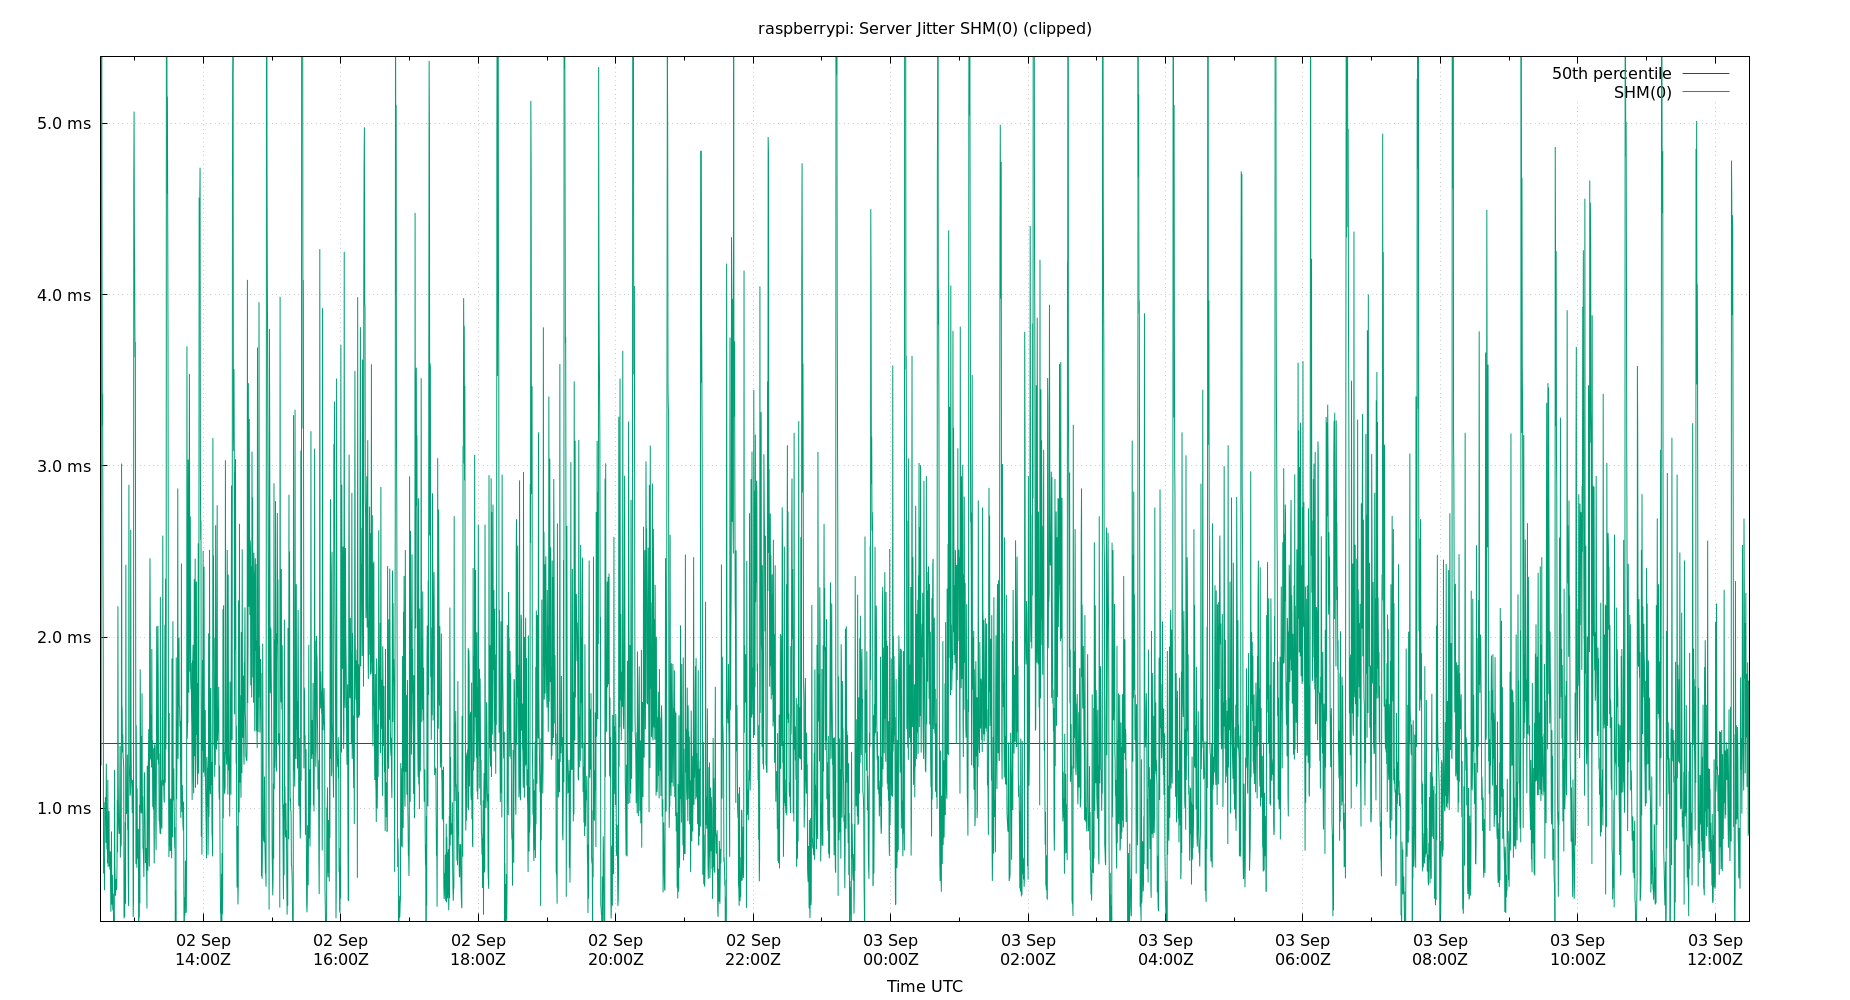 raspberrypi: Server Jitter SHM(0) (clipped)
50th percentile
SHM(0)
5.0 ms
4.0 ms
3.0 ms
2.0 ms
1.0 ms
02 Sep 02 Sep 02 Sep 02 Sep 02 Sep 03 Sep 03 Sep 03 Sep 03 Sep 03 Sep 03 Sep 03 Sep
14:00Z 16:00Z 18:00Z 20:00Z 22:00Z 00:00Z 02:00Z 04:00Z 06:00Z 08:00Z 10:00Z 12:00Z
Time UTC